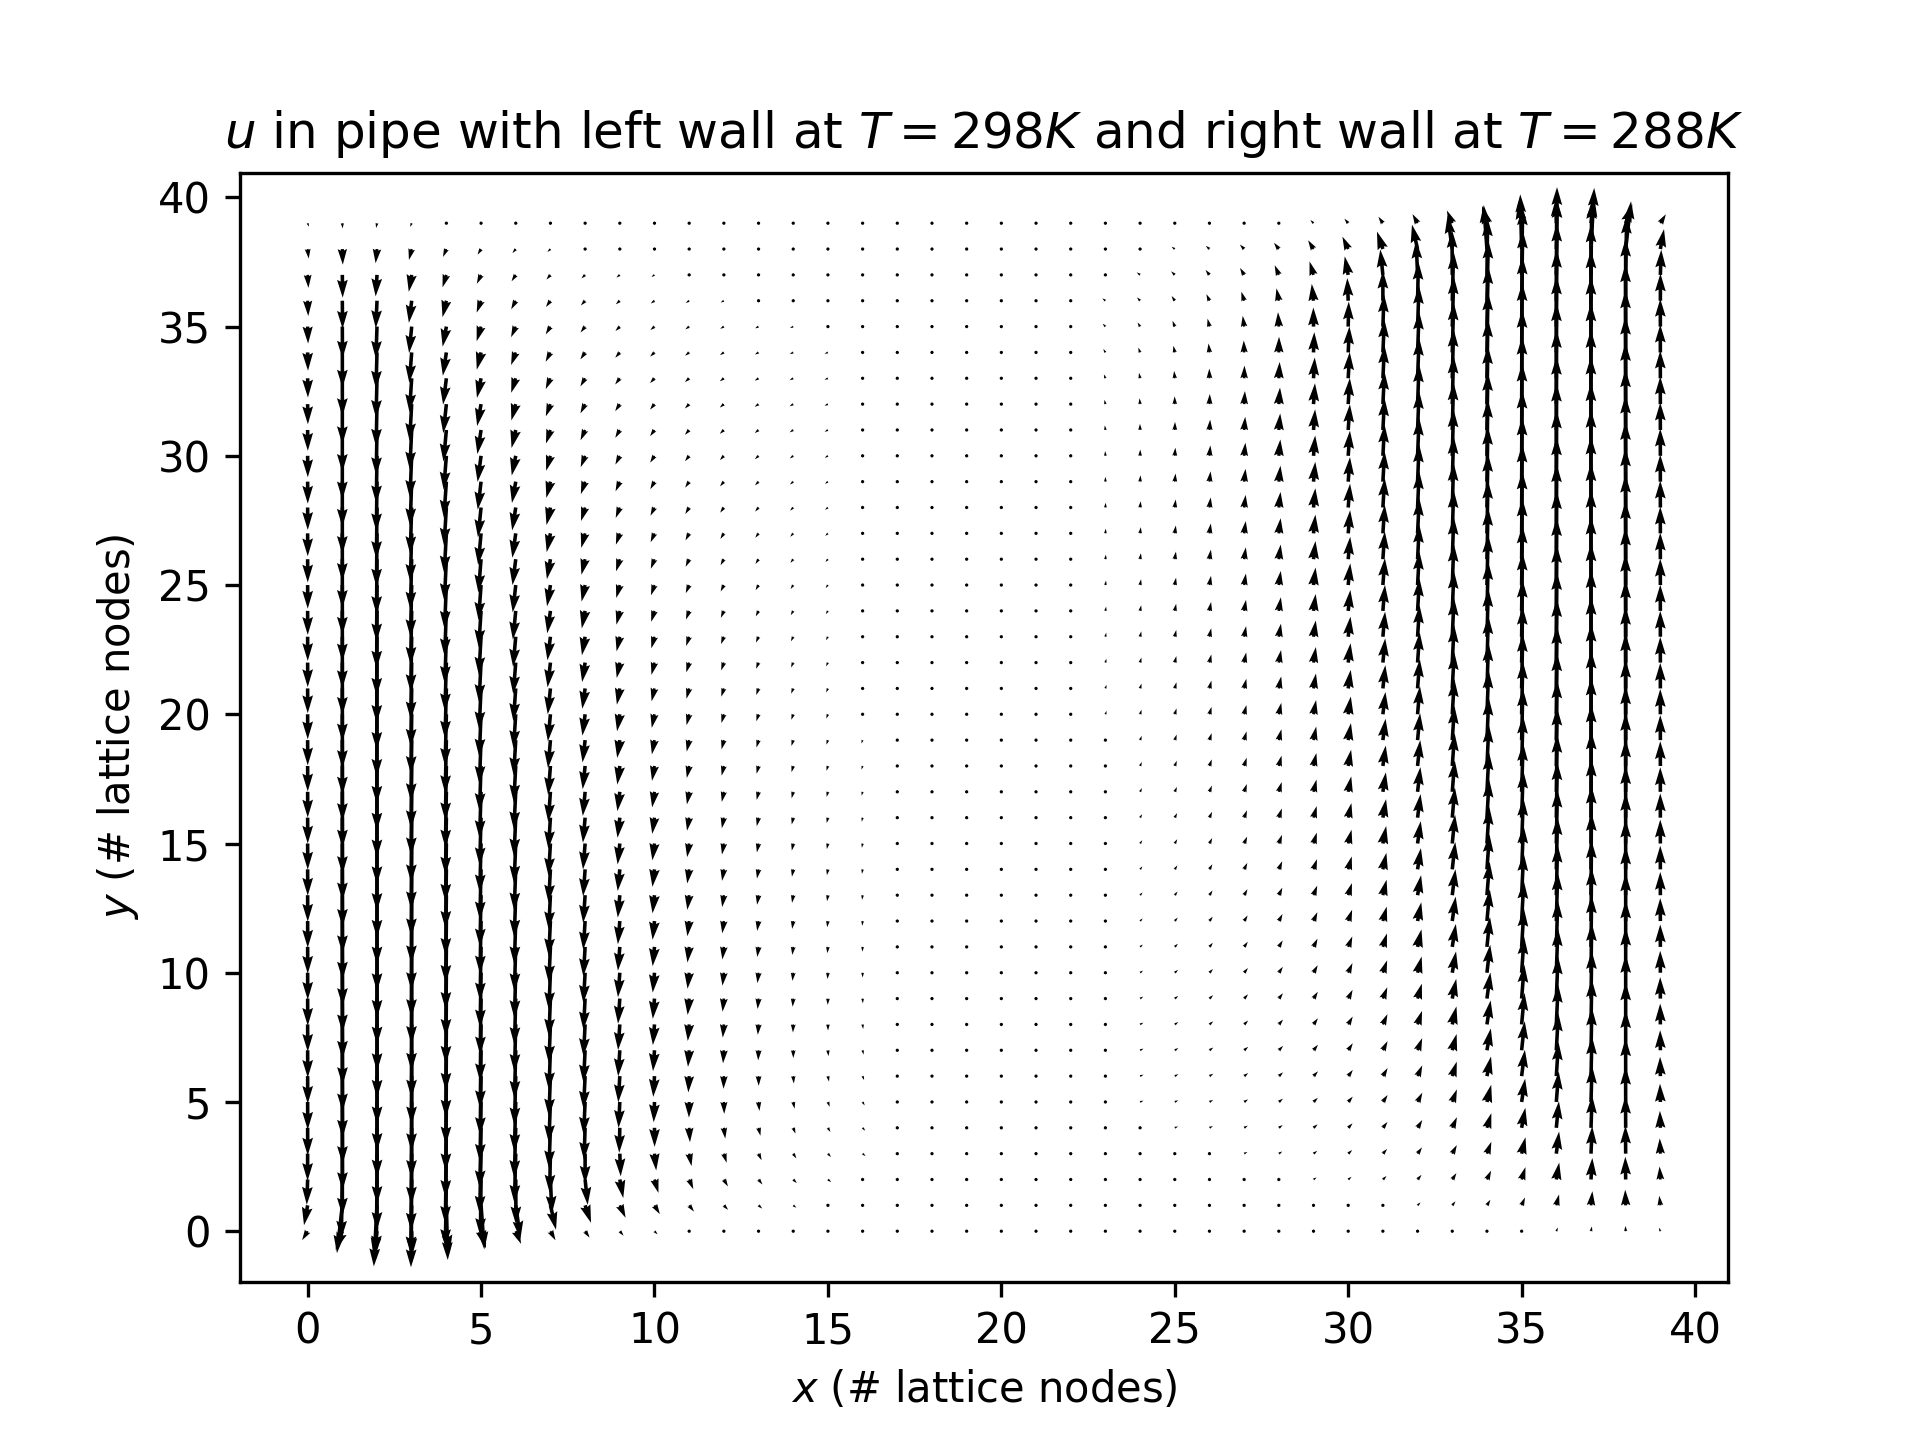 u in pipe with left wall at T = 298K and right wall at T = 288K
40
35
30
25
20
15
10
5
0
y (# lattice nodes)
0 5 10 15 20 25 30 35 40
x (# lattice nodes)